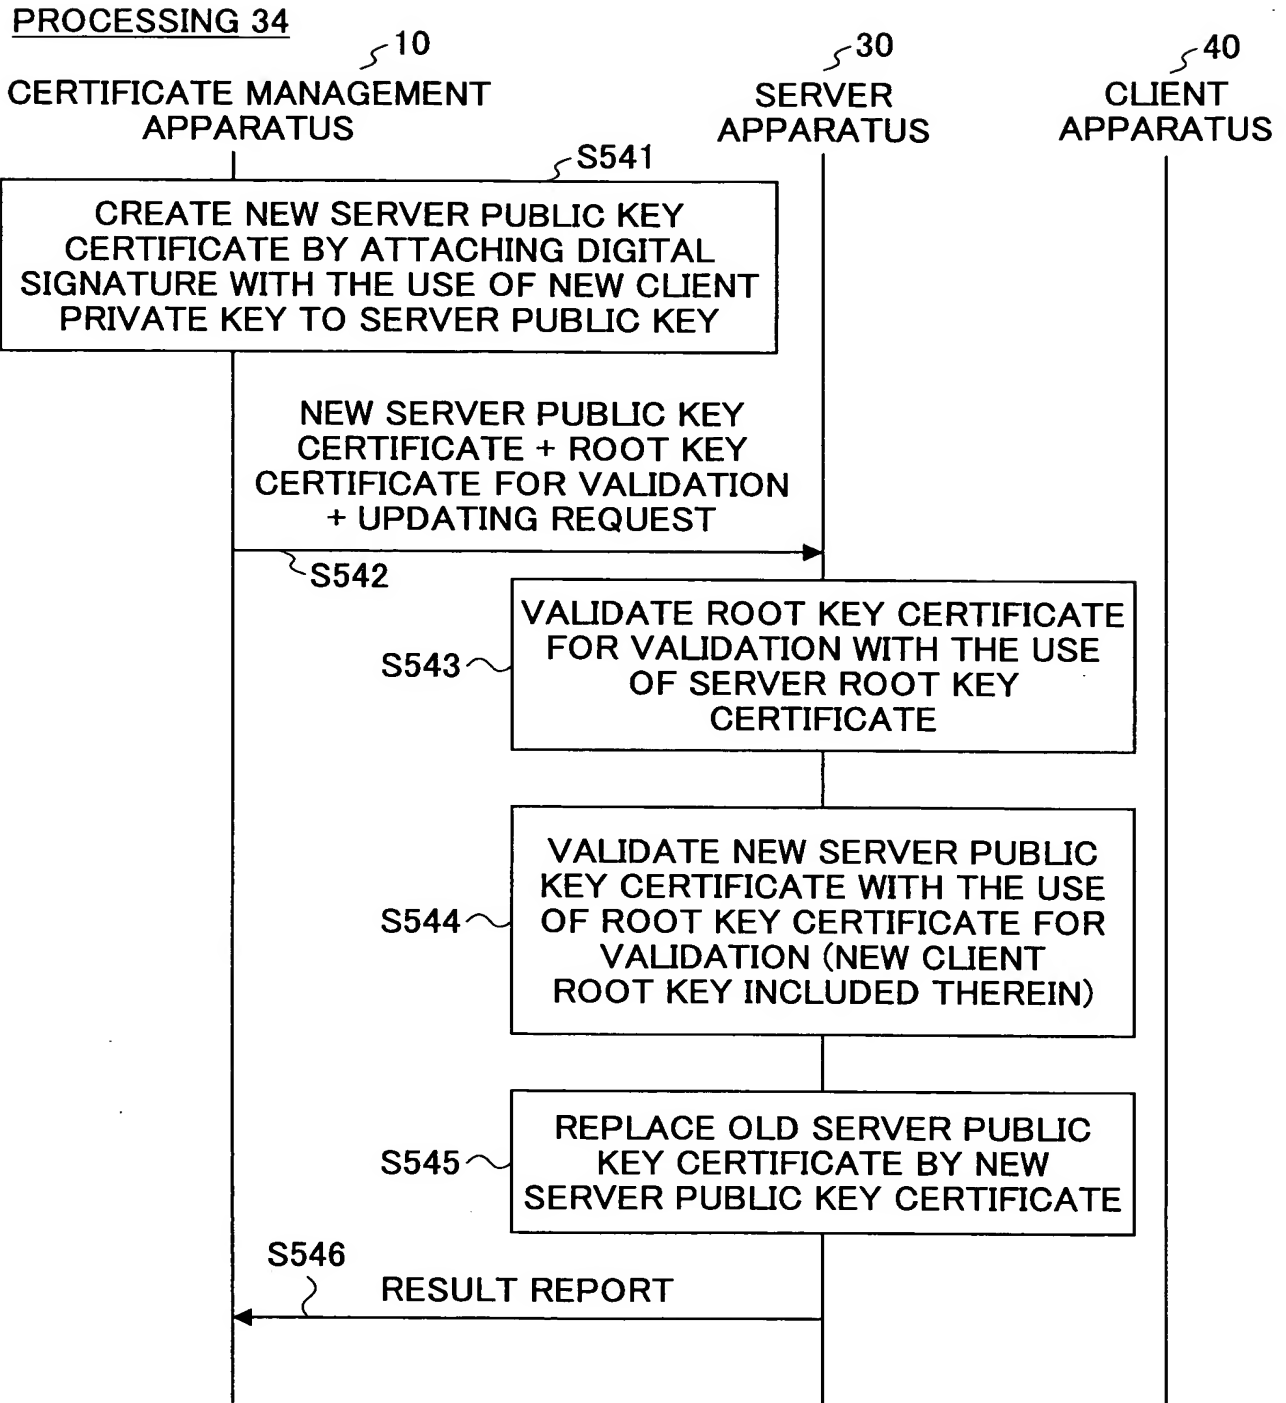 PROCESSING 34
10
30
40
CERTIFICATE MANAGEMENT
APPARATUS
SERVER
APPARATUS
CLIENT
APPARATUS
S541
CREATE NEW SERVER PUBLIC KEY
CERTIFICATE BY ATTACHING DIGITAL
SIGNATURE WITH THE USE OF NEW CLIENT
PRIVATE KEY TO SERVER PUBLIC KEY
NEW SERVER PUBLIC KEY
CERTIFICATE + ROOT KEY
CERTIFICATE FOR VALIDATION
+ UPDATING REQUEST
S542
S543
VALIDATE ROOT KEY CERTIFICATE
FOR VALIDATION WITH THE USE
OF SERVER ROOT KEY
CERTIFICATE
S544
VALIDATE NEW SERVER PUBLIC
KEY CERTIFICATE WITH THE USE
OF ROOT KEY CERTIFICATE FOR
VALIDATION (NEW CLIENT
ROOT KEY INCLUDED THEREIN)
S545
REPLACE OLD SERVER PUBLIC
KEY CERTIFICATE BY NEW
SERVER PUBLIC KEY CERTIFICATE
S546
RESULT REPORT